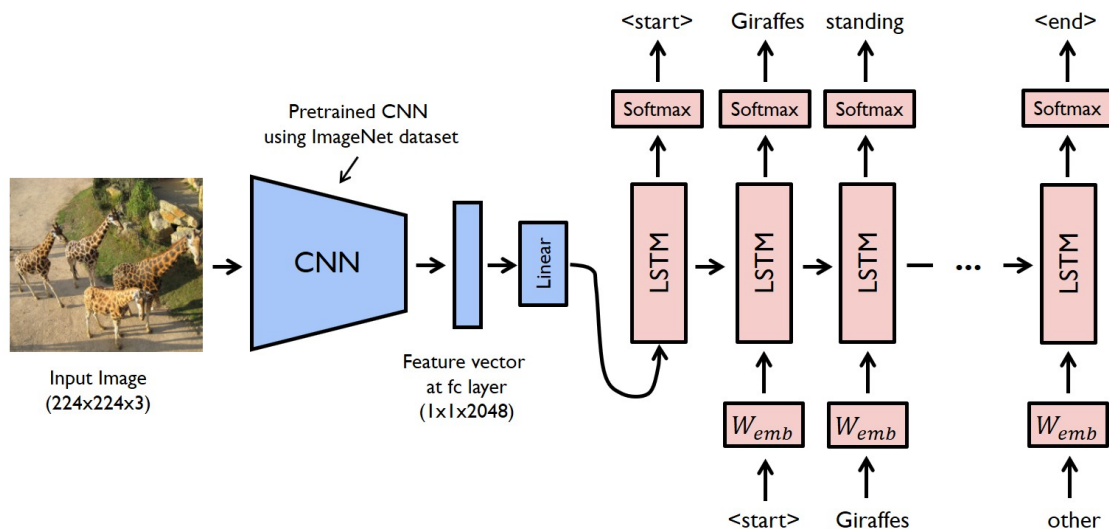 <start> Giraffes standing <end>
Softmax Softmax Softmax Softmax
Pretrained CNN
using ImageNet dataset
CNN
Linear
LSTM LSTM LSTM ... LSTM
Input Image
(224x224x3)
Feature vector
at fc layer
(1x1x2048)
W_emb W_emb W_emb
<start> Giraffes other